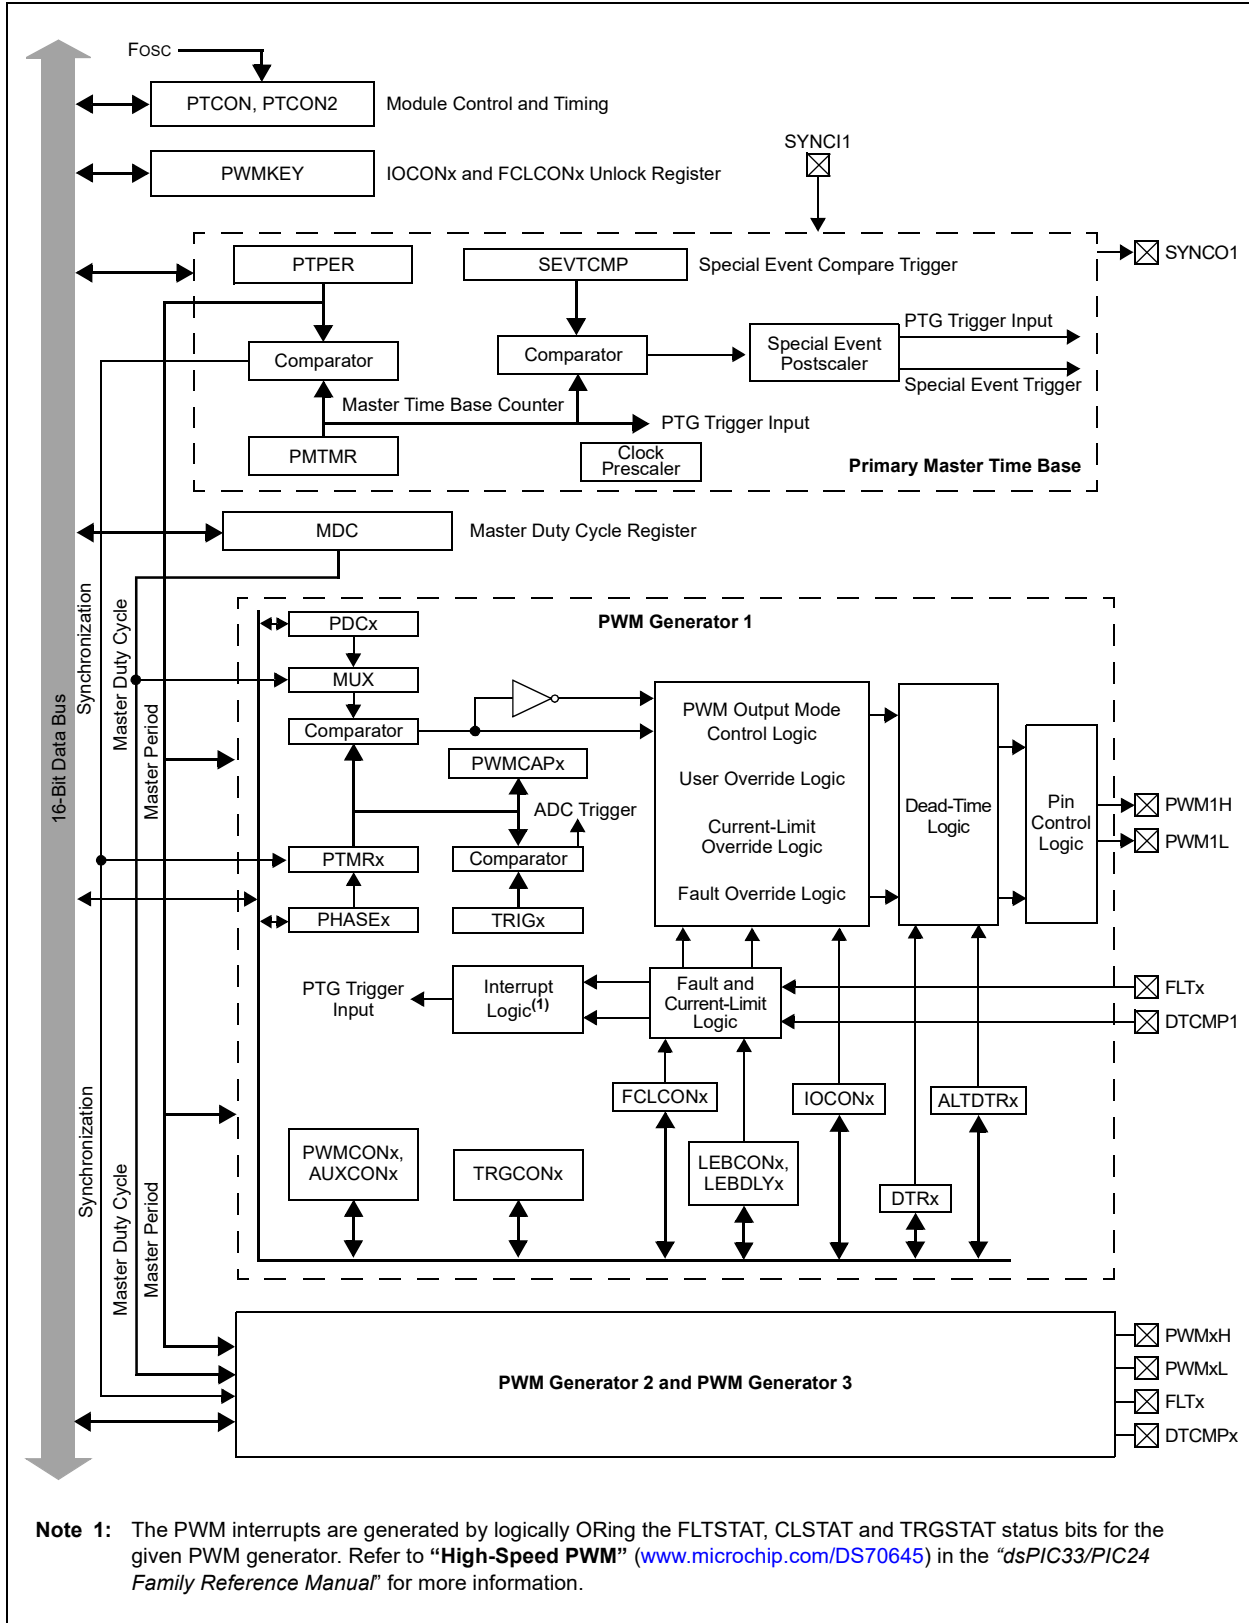 FOSC
PTCON, PTCON2
Module Control and Timing
SYNCI1
PWMKEY
IOCONx and FCLCONx Unlock Register
PTPER
SEVTCMP
Special Event Compare Trigger
SYNCO1
PTG Trigger Input
Comparator
Comparator
Special Event
Postscaler
Special Event Trigger
Master Time Base Counter
PTG Trigger Input
PMTMR
Clock
Prescaler
Primary Master Time Base
MDC
Master Duty Cycle Register
16-Bit Data Bus
Synchronization
Master Duty Cycle
Master Period
PWM Generator 1
PDCx
MUX
Comparator
PWMCAPx
ADC Trigger
PTMRx
Comparator
PHASEx
TRIGx
PWM Output Mode
Control Logic
User Override Logic
Current-Limit
Override Logic
Fault Override Logic
Dead-Time
Logic
Pin
Control
Logic
PWM1H
PWM1L
PTG Trigger
Input
Interrupt
Logic(1)
Fault and
Current-Limit
Logic
FLTx
DTCMP1
FCLCONx
IOCONx
ALTDTRx
PWMCONx,
AUXCONx
TRGCONx
LEBCONx,
LEBDLYx
DTRx
Synchronization
Master Duty Cycle
Master Period
PWM Generator 2 and PWM Generator 3
PWMxH
PWMxL
FLTx
DTCMPx
Note 1: The PWM interrupts are generated by logically ORing the FLTSTAT, CLSTAT and TRGSTAT status bits for the
given PWM generator. Refer to “High-Speed PWM” (www.microchip.com/DS70645) in the “dsPIC33/PIC24
Family Reference Manual” for more information.